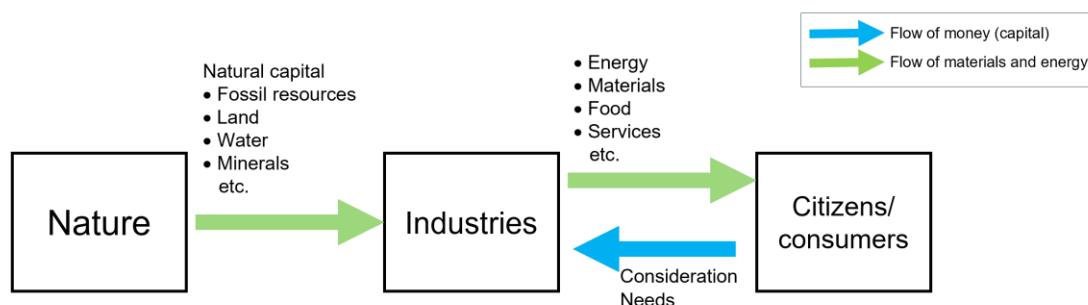 Flow of money (capital)
Flow of materials and energy
Natural capital
• Fossil resources
• Land
• Water
• Minerals
etc.
• Energy
• Materials
• Food
• Services
etc.
Nature
Industries
Citizens/
consumers
Consideration
Needs